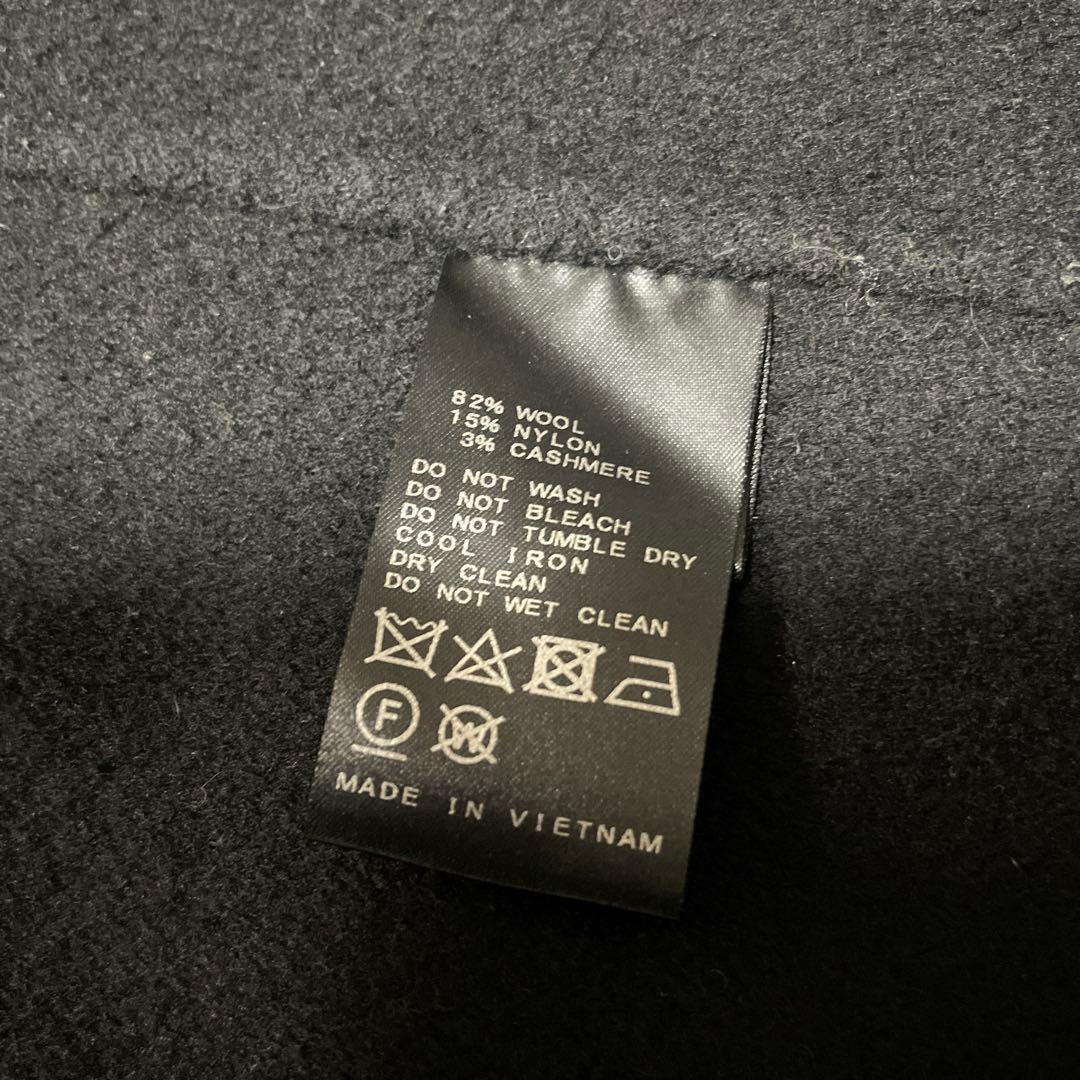 82% WOOL
15% NYLON
3% CASHMERE
DO NOT WASH
DO NOT BLEACH
DO NOT TUMBLE DRY
COOL IRON
DRY CLEAN
DO NOT WET CLEAN
F W
MADE IN VIETNAM